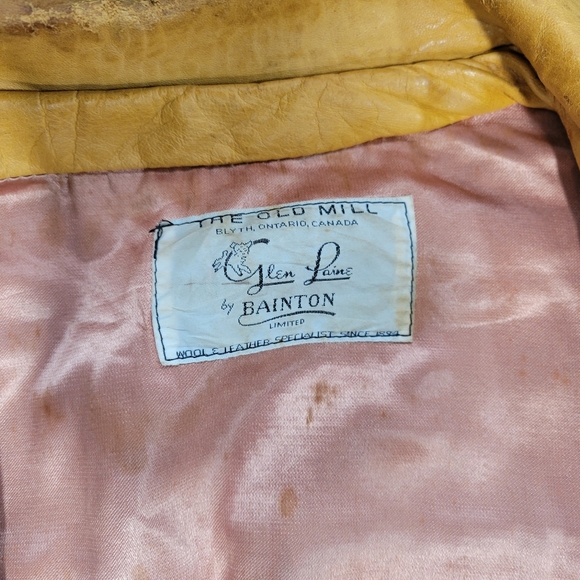 THE OLD MILL
BLYTH, ONTARIO, CANADA
Glen Laine
by BAINTON
LIMITED
WOOL & LEATHER SPECIALIST SINCE 1894